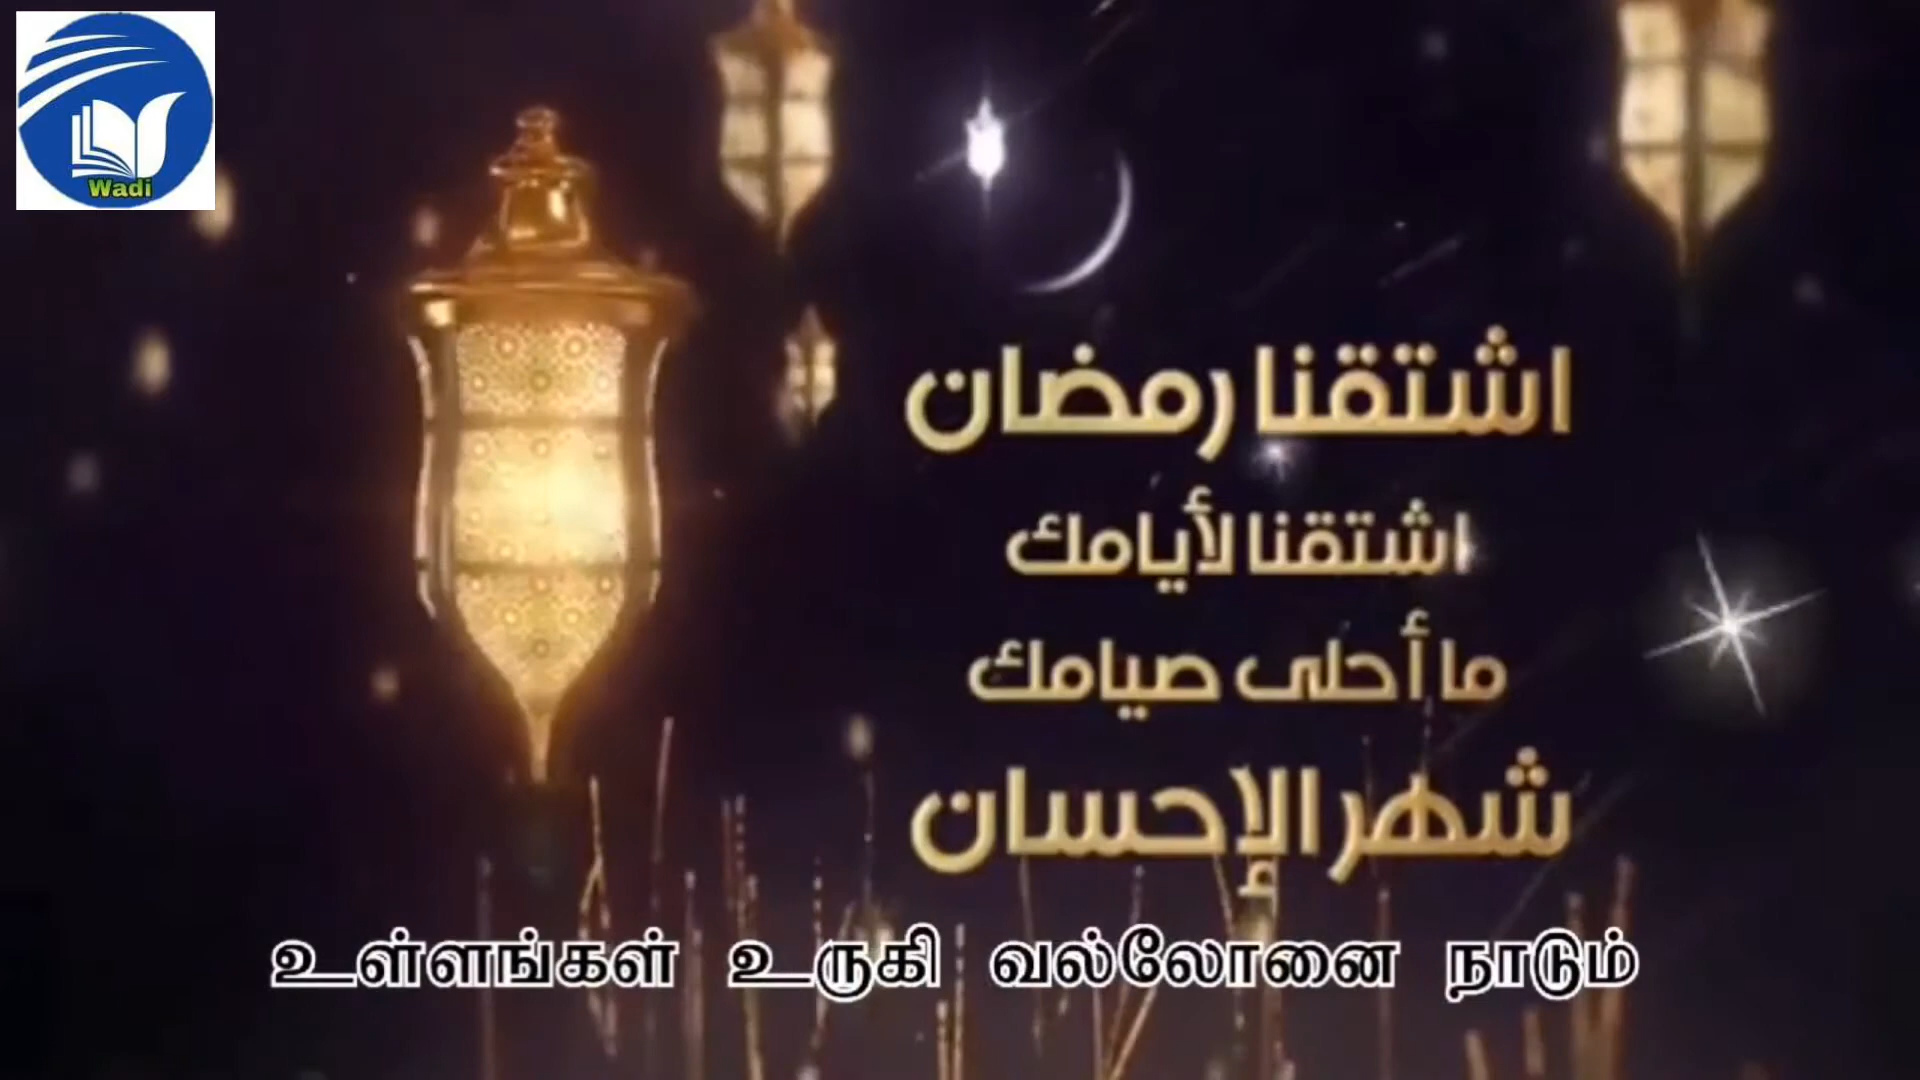 Wadi
اشتقنا رمضان
اشتقنا لأيامك
ما أحلى صيامك
شهر الإحسان
உள்ளங்கள் உருகி வல்லோனை நாடும்